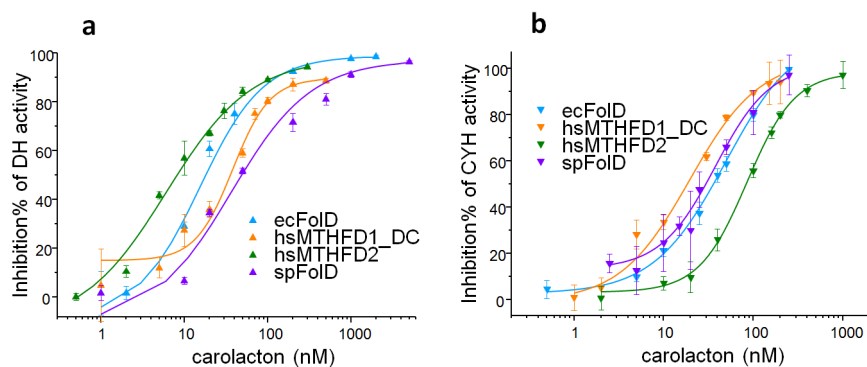 a
Inhibition% of DH activity
100
80
60
40
20
0
ecFolD
hsMTHFD1_DC
hsMTHFD2
spFolD
1
10
100
1000
carolacton (nM)
b
Inhibition% of CYH activity
100
80
60
40
20
0
ecFolD
hsMTHFD1_DC
hsMTHFD2
spFolD
1
10
100
1000
carolacton (nM)